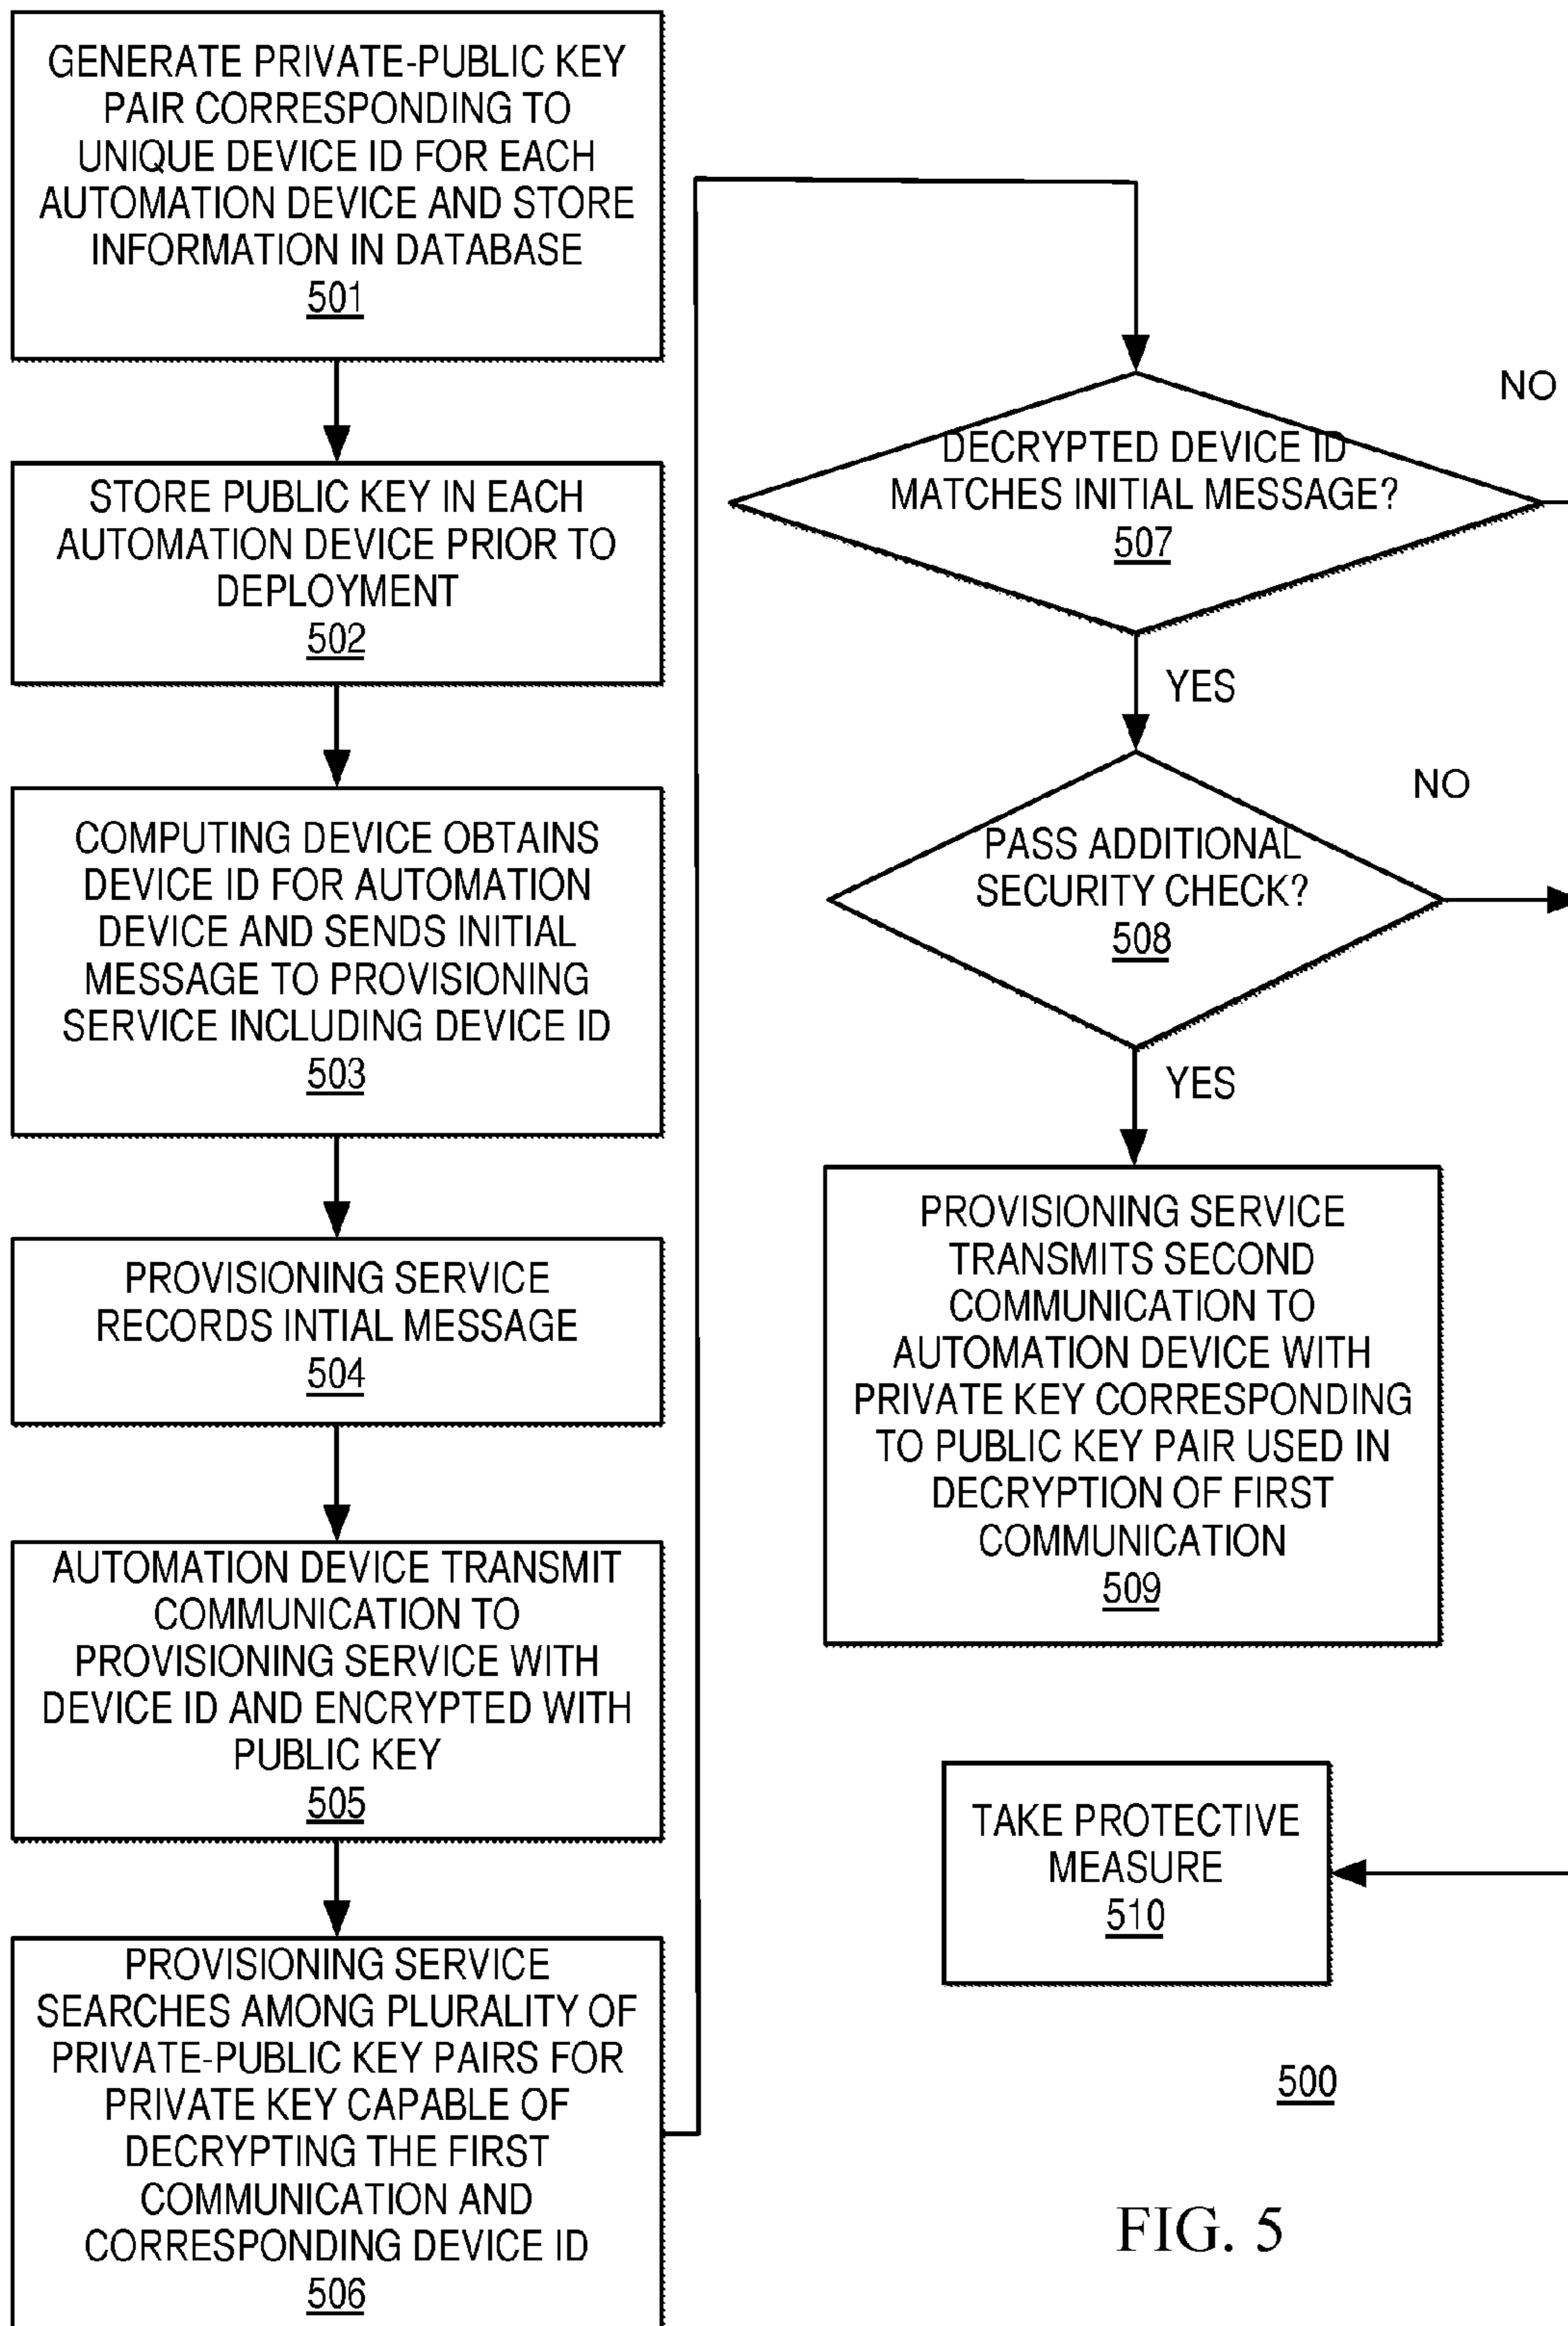 GENERATE PRIVATE-PUBLIC KEY
PAIR CORRESPONDING TO
UNIQUE DEVICE ID FOR EACH
AUTOMATION DEVICE AND STORE
INFORMATION IN DATABASE
501
STORE PUBLIC KEY IN EACH
AUTOMATION DEVICE PRIOR TO
DEPLOYMENT
502
COMPUTING DEVICE OBTAINS
DEVICE ID FOR AUTOMATION
DEVICE AND SENDS INITIAL
MESSAGE TO PROVISIONING
SERVICE INCLUDING DEVICE ID
503
PROVISIONING SERVICE
RECORDS INTIAL MESSAGE
504
AUTOMATION DEVICE TRANSMIT
COMMUNICATION TO
PROVISIONING SERVICE WITH
DEVICE ID AND ENCRYPTED WITH
PUBLIC KEY
505
PROVISIONING SERVICE
SEARCHES AMONG PLURALITY OF
PRIVATE-PUBLIC KEY PAIRS FOR
PRIVATE KEY CAPABLE OF
DECRYPTING THE FIRST
COMMUNICATION AND
CORRESPONDING DEVICE ID
506
DECRYPTED DEVICE ID
MATCHES INITIAL MESSAGE?
507
NO
YES
PASS ADDITIONAL
SECURITY CHECK?
508
NO
YES
PROVISIONING SERVICE
TRANSMITS SECOND
COMMUNICATION TO
AUTOMATION DEVICE WITH
PRIVATE KEY CORRESPONDING
TO PUBLIC KEY PAIR USED IN
DECRYPTION OF FIRST
COMMUNICATION
509
TAKE PROTECTIVE
MEASURE
510
500
FIG. 5